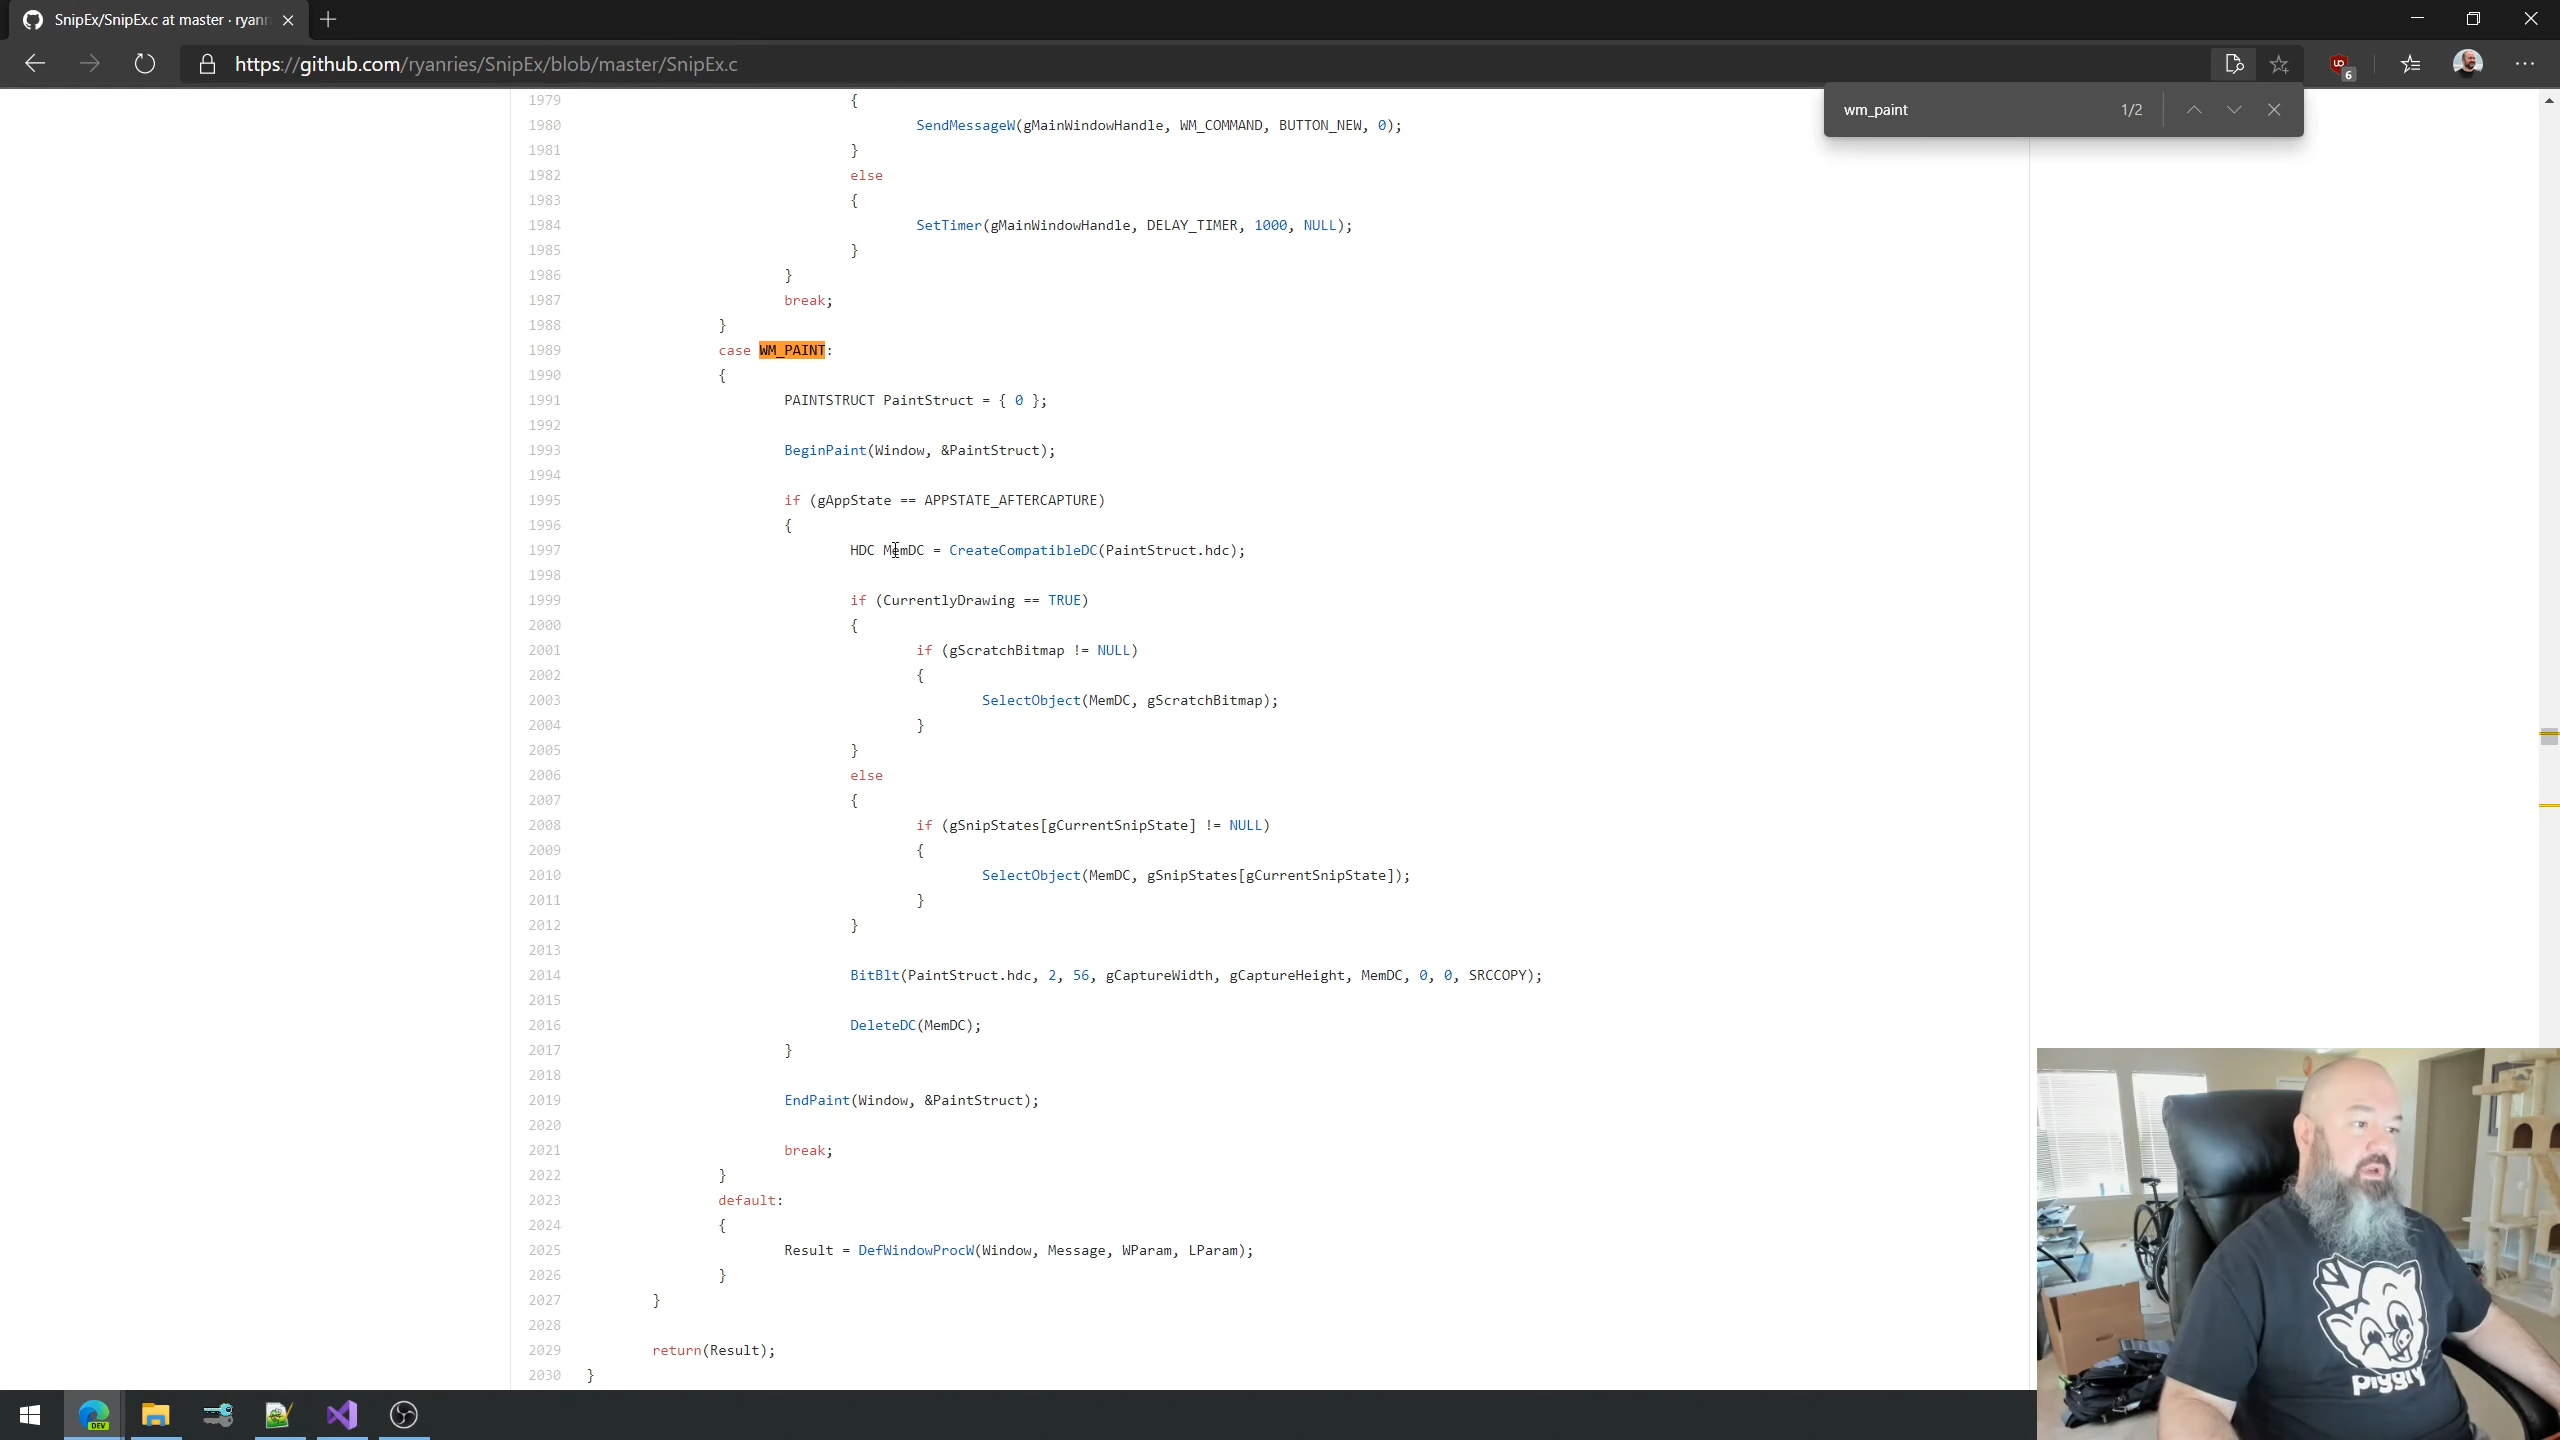 SnipEx/SnipEx.c at master · ryanr
https://github.com/ryanries/SnipEx/blob/master/SnipEx.c
6
wm_paint 1/2
1979 {
1980 SendMessageW(gMainWindowHandle, WM_COMMAND, BUTTON_NEW, 0);
1981 }
1982 else
1983 {
1984 SetTimer(gMainWindowHandle, DELAY_TIMER, 1000, NULL);
1985 }
1986 }
1987 break;
1988 }
1989 case WM_PAINT:
1990 {
1991 PAINTSTRUCT PaintStruct = { 0 };
1992
1993 BeginPaint(Window, &PaintStruct);
1994
1995 if (gAppState == APPSTATE_AFTERCAPTURE)
1996 {
1997 HDC MemDC = CreateCompatibleDC(PaintStruct.hdc);
1998
1999 if (CurrentlyDrawing == TRUE)
2000 {
2001 if (gScratchBitmap != NULL)
2002 {
2003 SelectObject(MemDC, gScratchBitmap);
2004 }
2005 }
2006 else
2007 {
2008 if (gSnipStates[gCurrentSnipState] != NULL)
2009 {
2010 SelectObject(MemDC, gSnipStates[gCurrentSnipState]);
2011 }
2012 }
2013
2014 BitBlt(PaintStruct.hdc, 2, 56, gCaptureWidth, gCaptureHeight, MemDC, 0, 0, SRCCOPY);
2015
2016 DeleteDC(MemDC);
2017 }
2018
2019 EndPaint(Window, &PaintStruct);
2020
2021 break;
2022 }
2023 default:
2024 {
2025 Result = DefWindowProcW(Window, Message, WParam, LParam);
2026 }
2027 }
2028
2029 return(Result);
2030 }
DEV
piggly